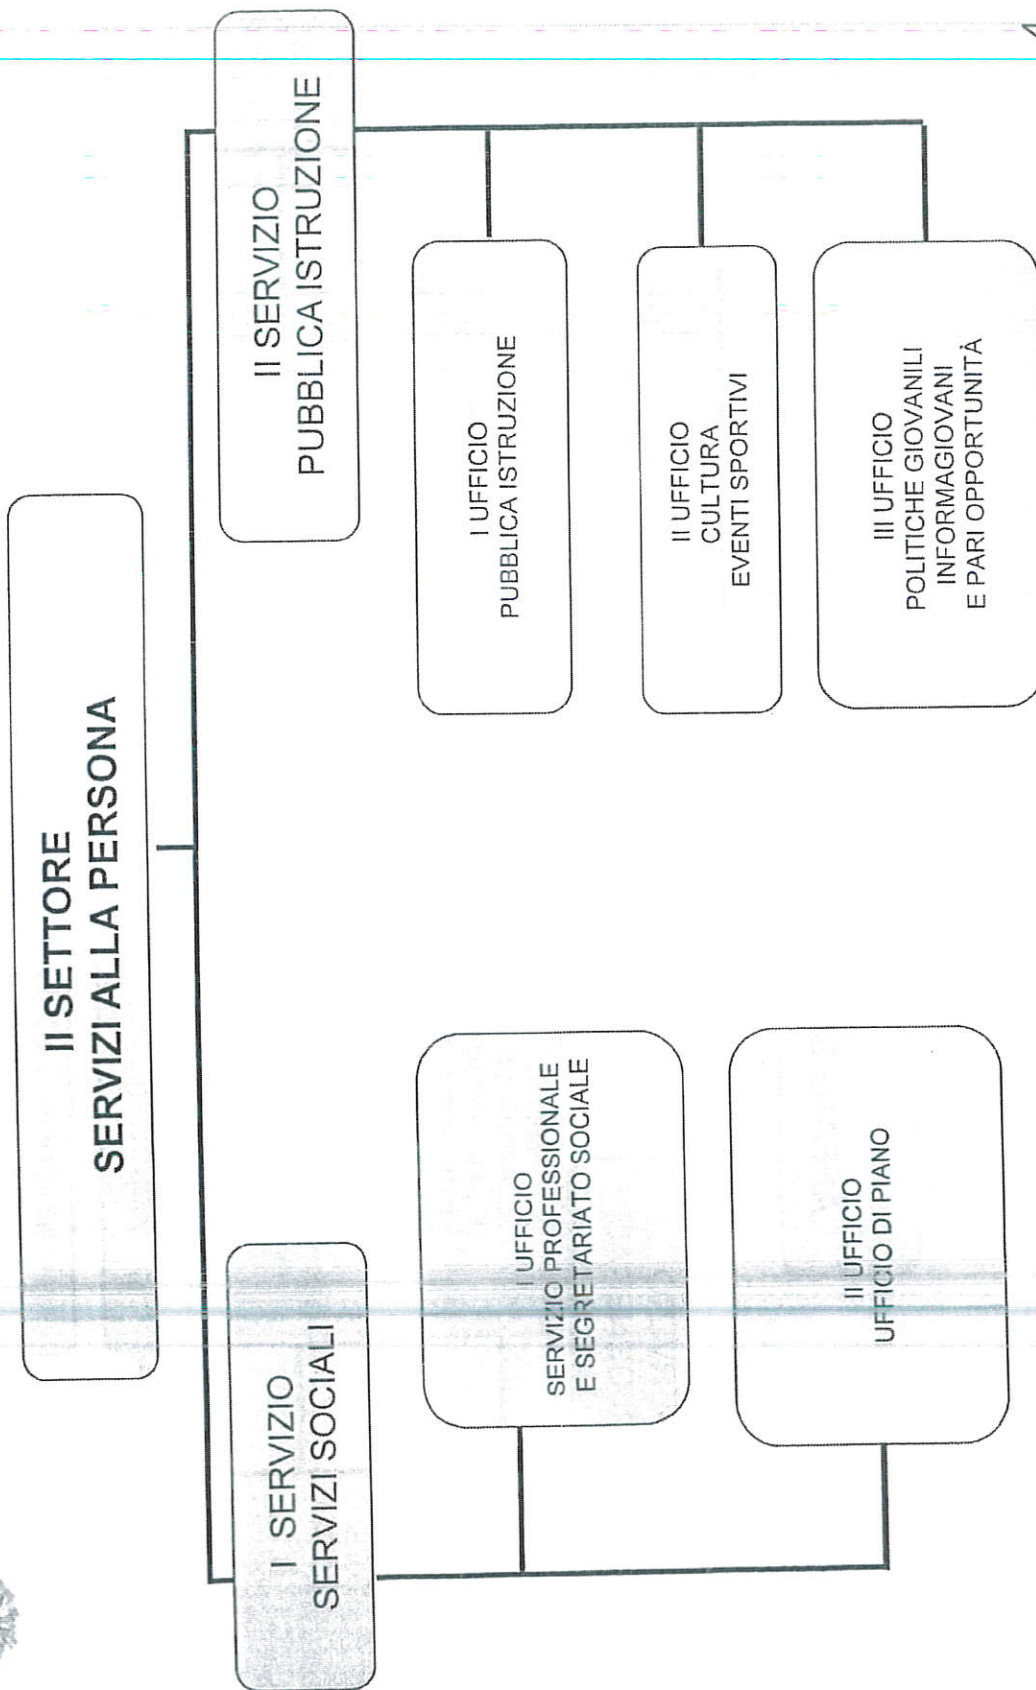 II SETTORE
SERVIZI ALLA PERSONA
I SERVIZIO
SERVIZI SOCIALI
I UFFICIO
SERVIZIO PROFESSIONALE
E SEGRETARIATO SOCIALE
II UFFICIO
UFFICIO DI PIANO
II SERVIZIO
PUBBLICA ISTRUZIONE
I UFFICIO
PUBBLICA ISTRUZIONE
II UFFICIO
CULTURA
EVENTI SPORTIVI
III UFFICIO
POLITICHE GIOVANILI
INFORMAGIOVANI
E PARI OPPORTUNITÀ